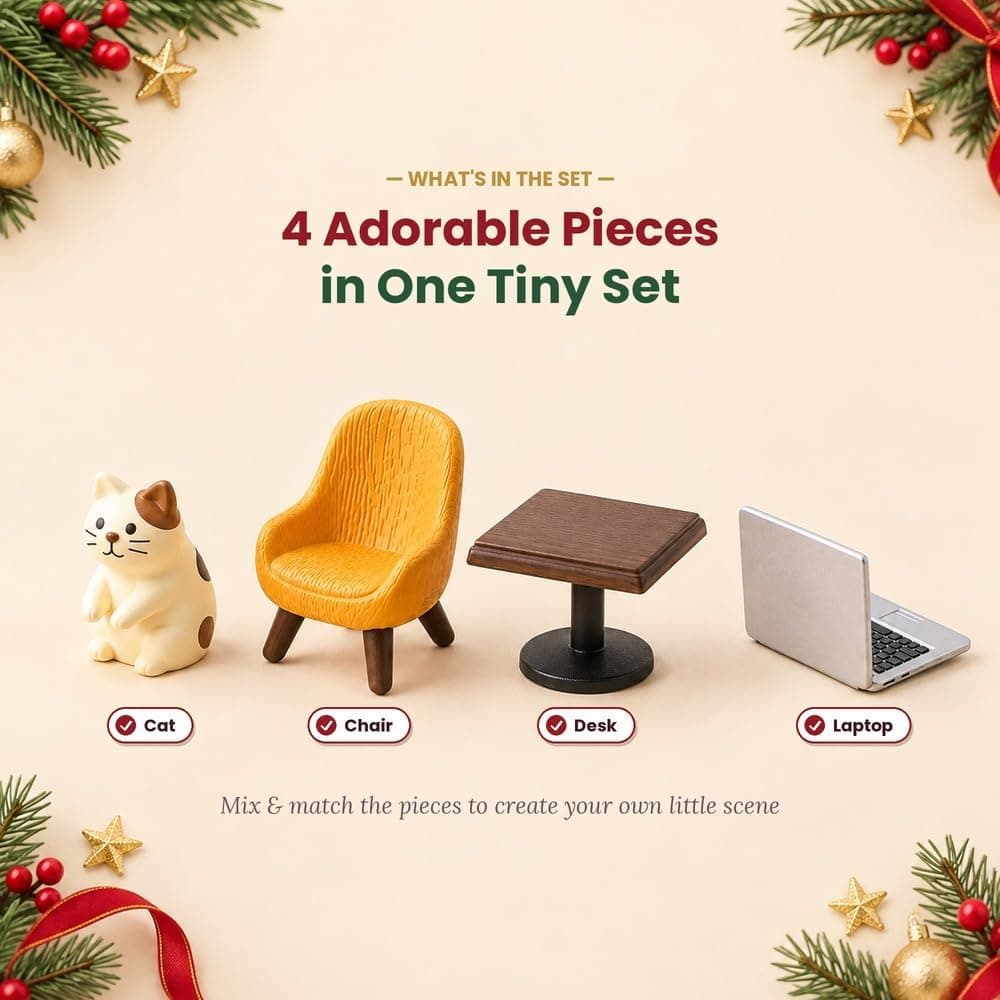 — WHAT'S IN THE SET —
4 Adorable Pieces
in One Tiny Set
Cat
Chair
Desk
Laptop
Mix & match the pieces to create your own little scene